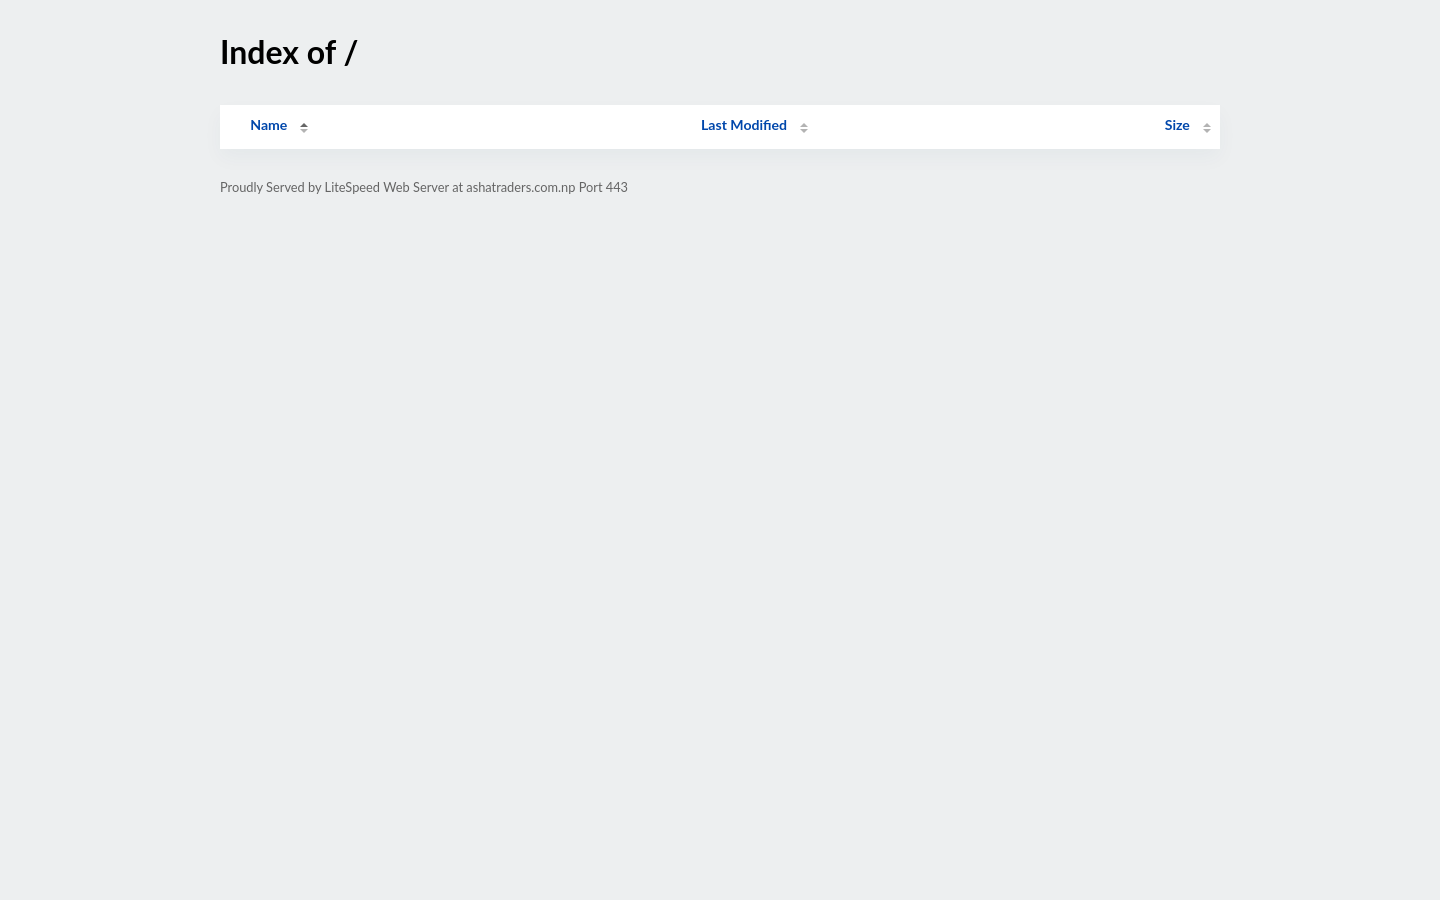 Index of /
Name Last Modified Size
Proudly Served by LiteSpeed Web Server at ashatraders.com.np Port 443